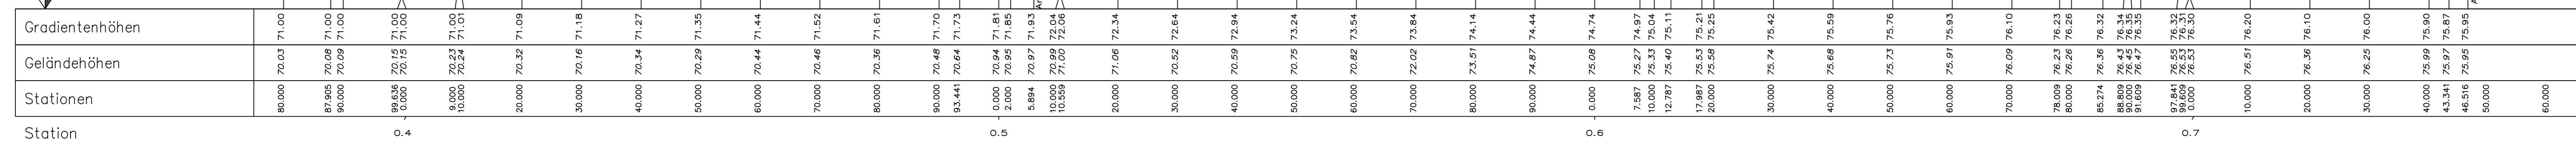 Gradientenhöhen 71.00 71.00 71.00 71.00 71.00 71.00 71.01 71.09 71.18 71.27 71.35 71.44 71.52 71.61 71.70 71.73 71.81 71.85 71.93 72.04 72.06 72.34 72.64 72.94 73.24 73.54 73.84 74.14 74.44 74.74 74.97 75.04 75.11 75.21 75.25 75.42 75.59 75.76 75.93 76.10 76.23 76.26 76.32 76.34 76.35 76.35 76.32 76.31 76.30 76.20 76.10 76.00 75.90 75.87 75.95
Geländehöhen 70.03 70.08 70.09 70.15 70.15 70.23 70.24 70.32 70.16 70.34 70.29 70.44 70.46 70.36 70.48 70.64 70.94 70.95 70.97 70.99 71.00 71.06 70.52 70.59 70.75 70.82 72.02 73.51 74.87 75.08 75.27 75.33 75.40 75.53 75.58 75.74 75.68 75.73 75.91 76.09 76.23 76.26 76.36 76.43 76.45 76.47 76.55 76.53 76.53 76.51 76.36 76.25 75.99 75.97 75.95
Stationen 80.000 87.905 90.000 99.636 0.000 9.000 10.000 20.000 30.000 40.000 50.000 60.000 70.000 80.000 90.000 93.441 0.000 2.000 5.894 10.000 10.559 20.000 30.000 40.000 50.000 60.000 70.000 80.000 90.000 0.000 7.587 10.000 12.787 17.987 20.000 30.000 40.000 50.000 60.000 70.000 78.009 80.000 85.274 88.809 90.000 91.609 97.841 99.609 0.000 10.000 20.000 30.000 40.000 43.341 46.516 50.000 60.000
Station 0.4 0.5 0.6 0.7